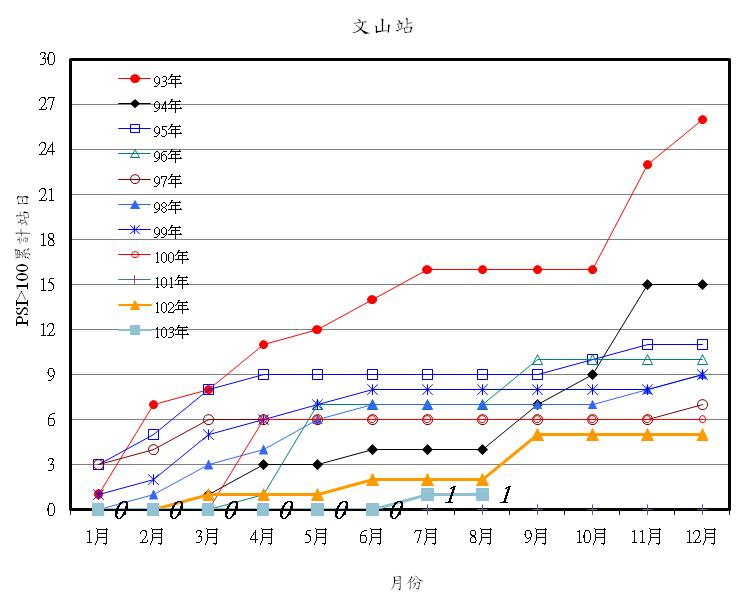 文山站
PSI>100累計站日
30
27
24
21
18
15
12
9
6
3
0
93年
94年
95年
96年
97年
98年
99年
100年
101年
102年
103年
0 0 0 0 0 0 1 1
1月 2月 3月 4月 5月 6月 7月 8月 9月 10月 11月 12月
月份